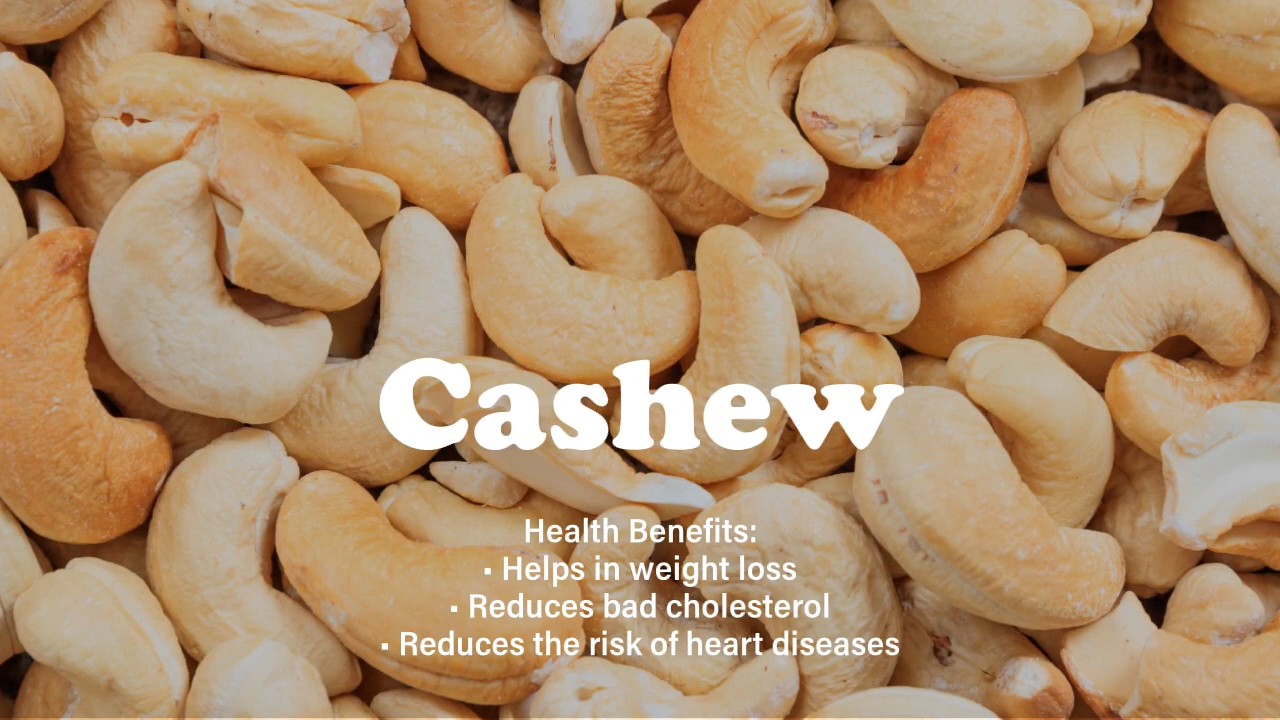 Cashew
Health Benefits:
· Helps in weight loss
· Reduces bad cholesterol
· Reduces the risk of heart diseases